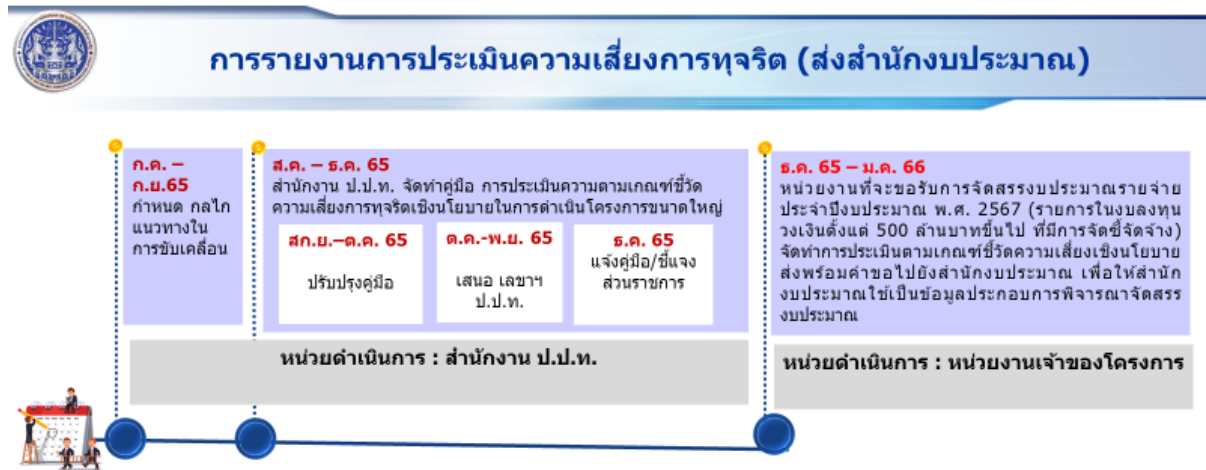 การรายงานการประเมินความเสี่ยงการทุจริต (ส่งสำนักงบประมาณ)
ก.ค. –
ก.ย.65
กำหนด กลไก
แนวทางใน
การขับเคลื่อน
ส.ค. – ธ.ค. 65
สำนักงาน ป.ป.ท. จัดทำคู่มือ การประเมินความตามเกณฑ์ชี้วัด
ความเสี่ยงการทุจริตเชิงนโยบายในการดำเนินโครงการขนาดใหญ่
สก.ย.–ต.ค. 65
ปรับปรุงคู่มือ
ต.ค.-พ.ย. 65
เสนอ เลขาฯ
ป.ป.ท.
ธ.ค. 65
แจ้งคู่มือ/ชี้แจง
ส่วนราชการ
หน่วยดำเนินการ : สำนักงาน ป.ป.ท.
ธ.ค. 65 – ม.ค. 66
หน่วยงานที่จะขอรับการจัดสรรงบประมาณรายจ่าย
ประจำปีงบประมาณ พ.ศ. 2567 (รายการในงบลงทุน
วงเงินตั้งแต่ 500 ล้านบาทขึ้นไป ที่มีการจัดซื้อจัดจ้าง)
จัดทำการประเมินตามเกณฑ์ชี้วัดความเสี่ยงเชิงนโยบาย
ส่งพร้อมคำขอไปยังสำนักงบประมาณ เพื่อให้สำนัก
งบประมาณใช้เป็นข้อมูลประกอบการพิจารณาจัดสรร
งบประมาณ
หน่วยดำเนินการ : หน่วยงานเจ้าของโครงการ